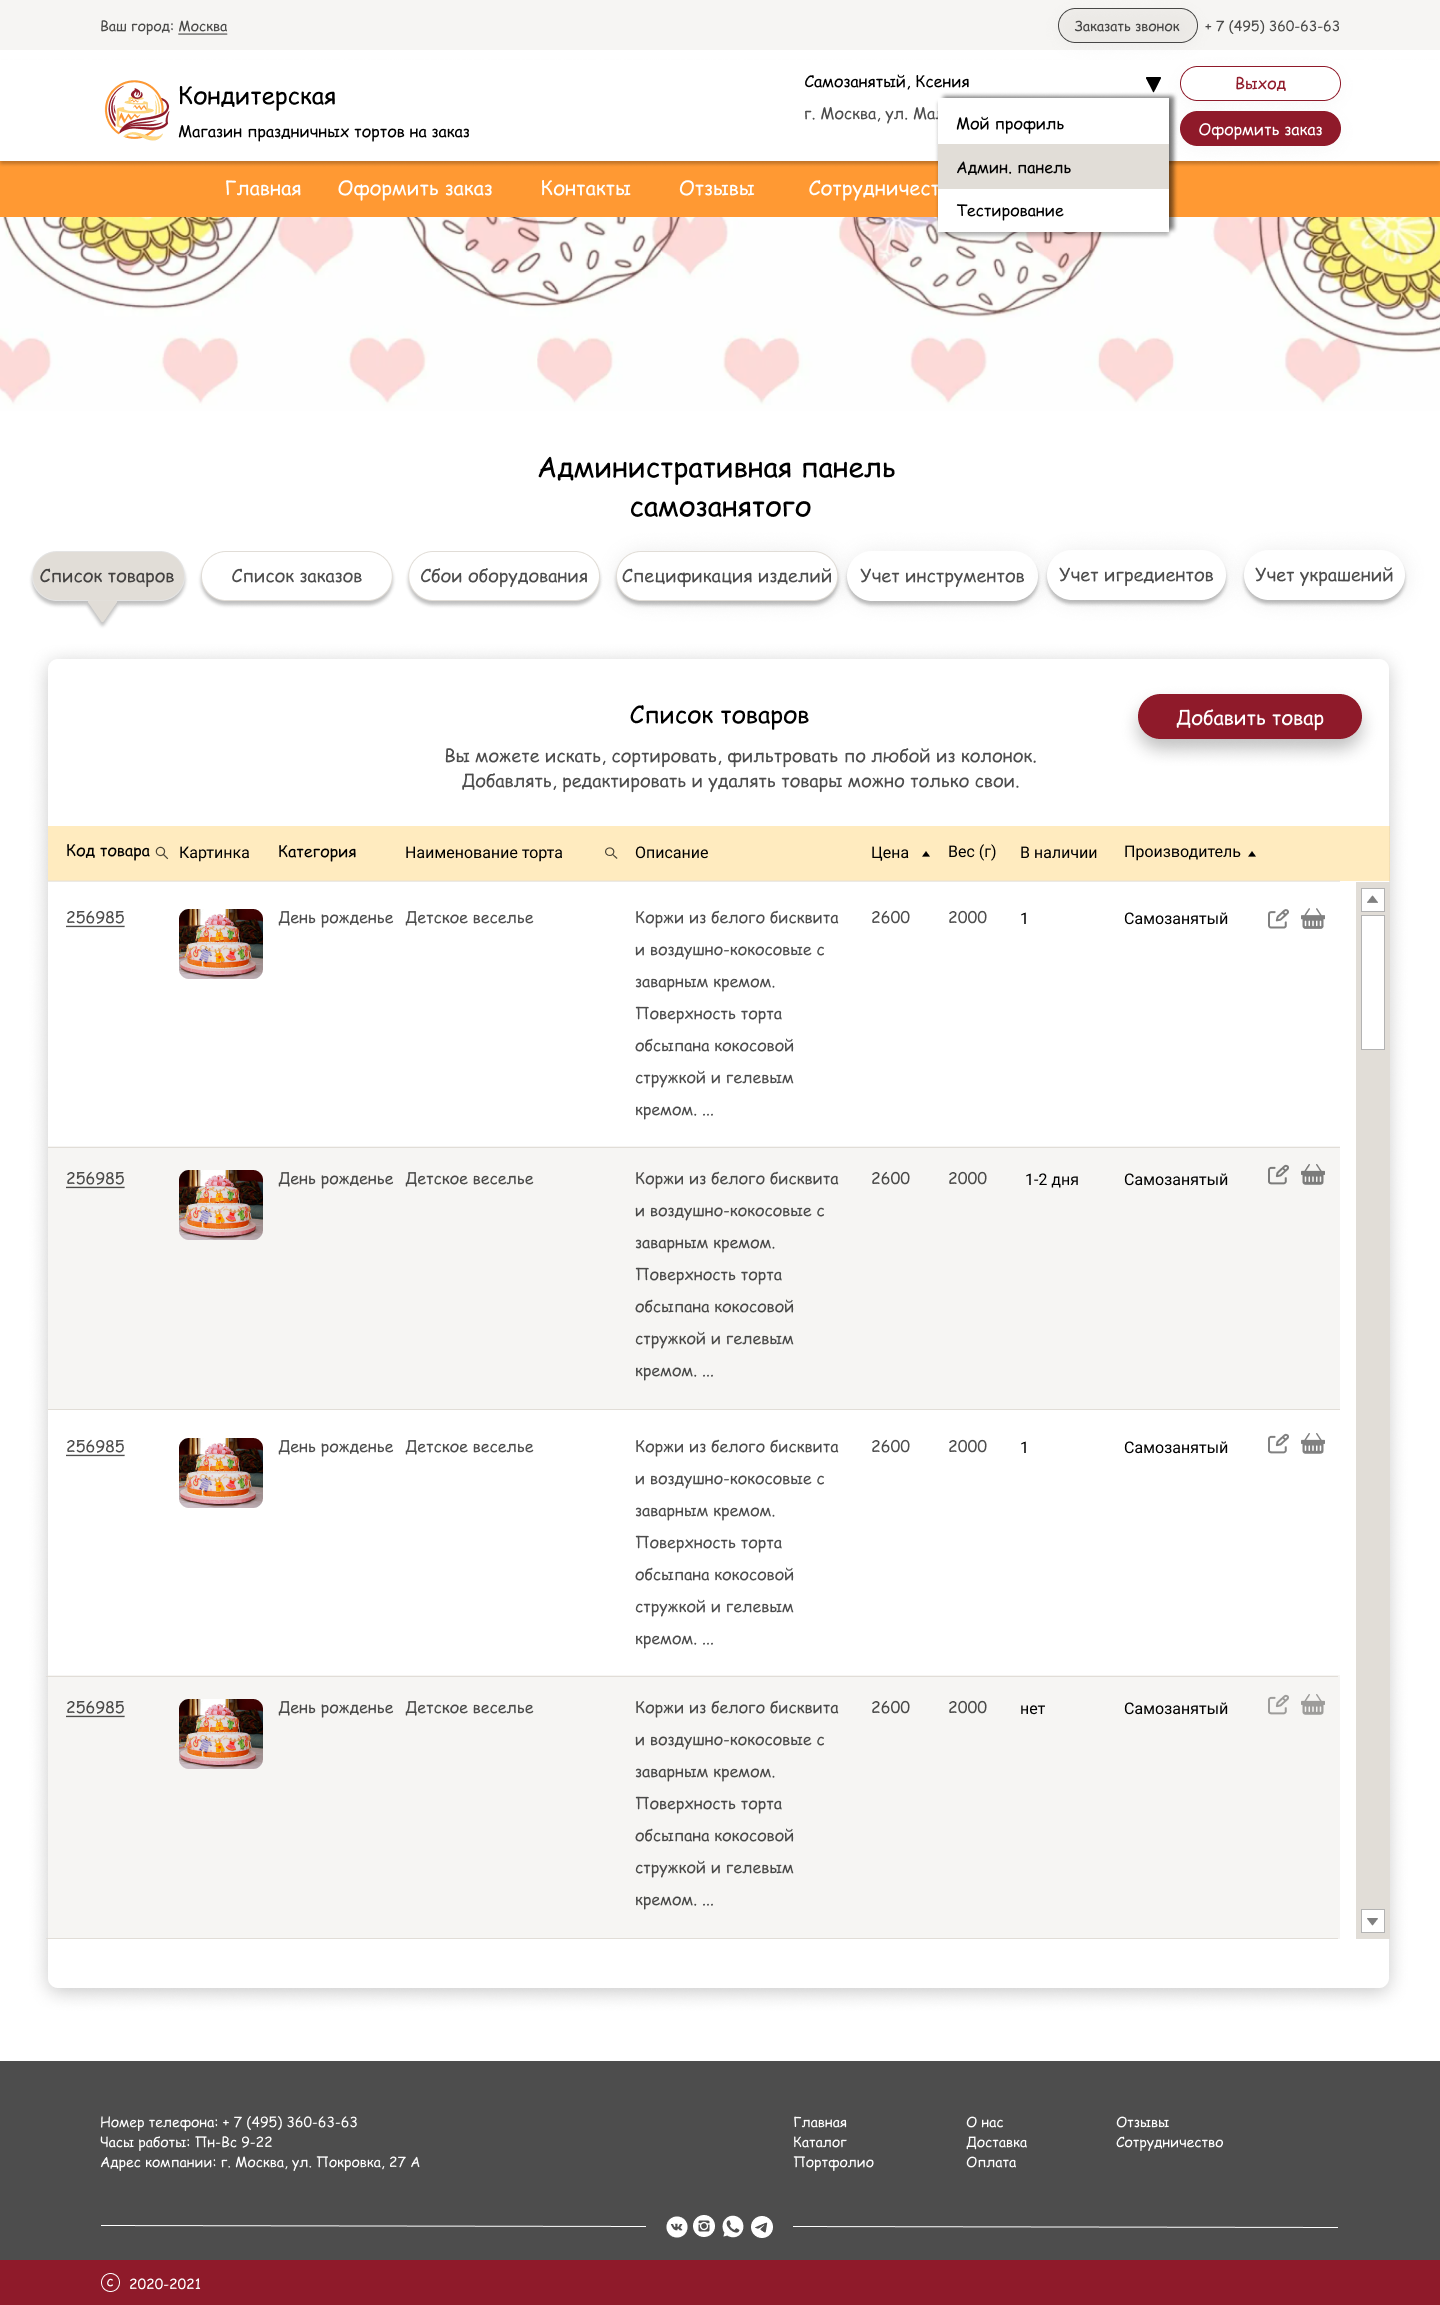 Ваш город: Москва
Заказать звонок
+ 7 (495) 360-63-63
Кондитерская
Магазин праздничных тортов на заказ
Самозанятый, Ксения
г. Москва, ул.
Выход
Оформить заказ
Мой профиль
Админ. панель
Тестирование
Главная Оформить заказ Контакты Отзывы Сотрудничест
Административная панель
самозанятого
Список товаров
Список заказов
Сбои оборудования
Спецификация изделий
Учет инструментов
Учет игредиентов
Учет украшений
Список товаров
Добавить товар
Вы можете искать, сортировать, фильтровать по любой из колонок.
Добавлять, редактировать и удалять товары можно только свои.
Код товара Картинка Категория Наименование торта Описание Цена Вес (г) В наличии Производитель
256985 День рожденье Детское веселье Коржи из белого бисквита 2600 2000 1 Самозанятый
и воздушно-кокосовые с
заварным кремом.
Поверхность торта
обсыпана кокосовой
стружкой и гелевым
кремом. ...
256985 День рожденье Детское веселье Коржи из белого бисквита 2600 2000 1-2 дня Самозанятый
и воздушно-кокосовые с
заварным кремом.
Поверхность торта
обсыпана кокосовой
стружкой и гелевым
кремом. ...
256985 День рожденье Детское веселье Коржи из белого бисквита 2600 2000 1 Самозанятый
и воздушно-кокосовые с
заварным кремом.
Поверхность торта
обсыпана кокосовой
стружкой и гелевым
кремом. ...
256985 День рожденье Детское веселье Коржи из белого бисквита 2600 2000 нет Самозанятый
и воздушно-кокосовые с
заварным кремом.
Поверхность торта
обсыпана кокосовой
стружкой и гелевым
кремом. ...
Номер телефона: + 7 (495) 360-63-63
Часы работы: Пн-Вс 9-22
Адрес компании: г. Москва, ул. Покровка, 27 А
Главная
Каталог
Портфолио
О нас
Доставка
Оплата
Отзывы
Сотрудничество
© 2020-2021